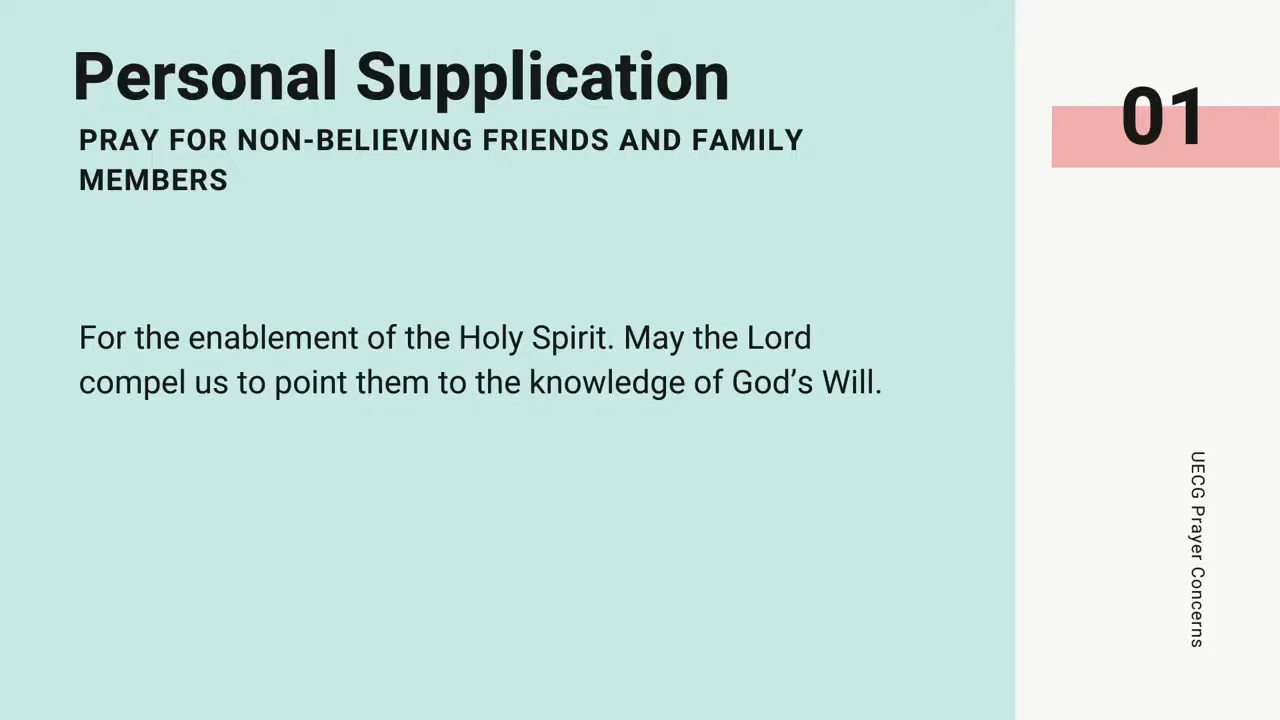 Personal Supplication
PRAY FOR NON-BELIEVING FRIENDS AND FAMILY
MEMBERS
For the enablement of the Holy Spirit. May the Lord
compel us to point them to the knowledge of God’s Will.
01
UECG Prayer Concerns